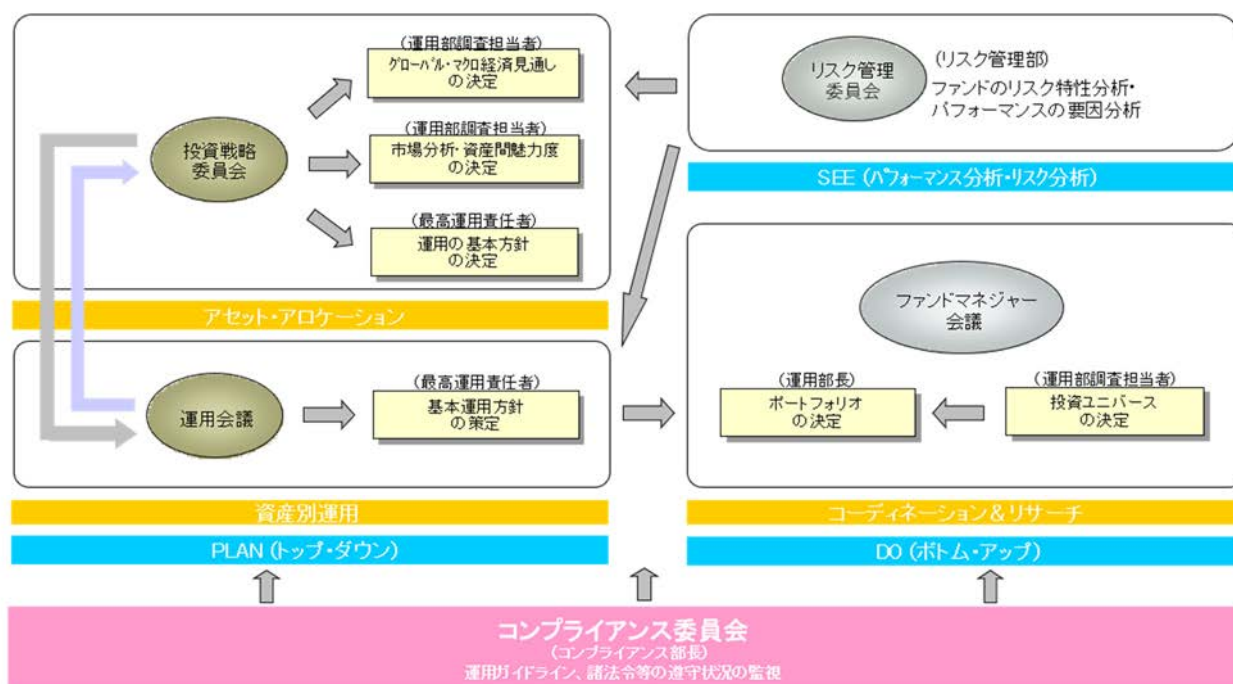 (運用部調査担当者)
グローバル・マクロ経済見通し
の決定
投資戦略
委員会
(運用部調査担当者)
市場分析・資産間魅力度
の決定
(最高運用責任者)
運用の基本方針
の決定
アセット・アロケーション
運用会議
(最高運用責任者)
基本運用方針
の策定
資産別運用
PLAN (トップ・ダウン)
リスク管理
委員会
(リスク管理部)
ファンドのリスク特性分析・
パフォーマンスの要因分析
SEE (パフォーマンス分析・リスク分析)
ファンドマネジャー
会議
(運用部長)
ポートフォリオ
の決定
(運用部調査担当者)
投資ユニバース
の決定
コーディネーション&リサーチ
DO (ボトム・アップ)
コンプライアンス委員会
(コンプライアンス部長)
運用ガイドライン、諸法令等の遵守状況の監視